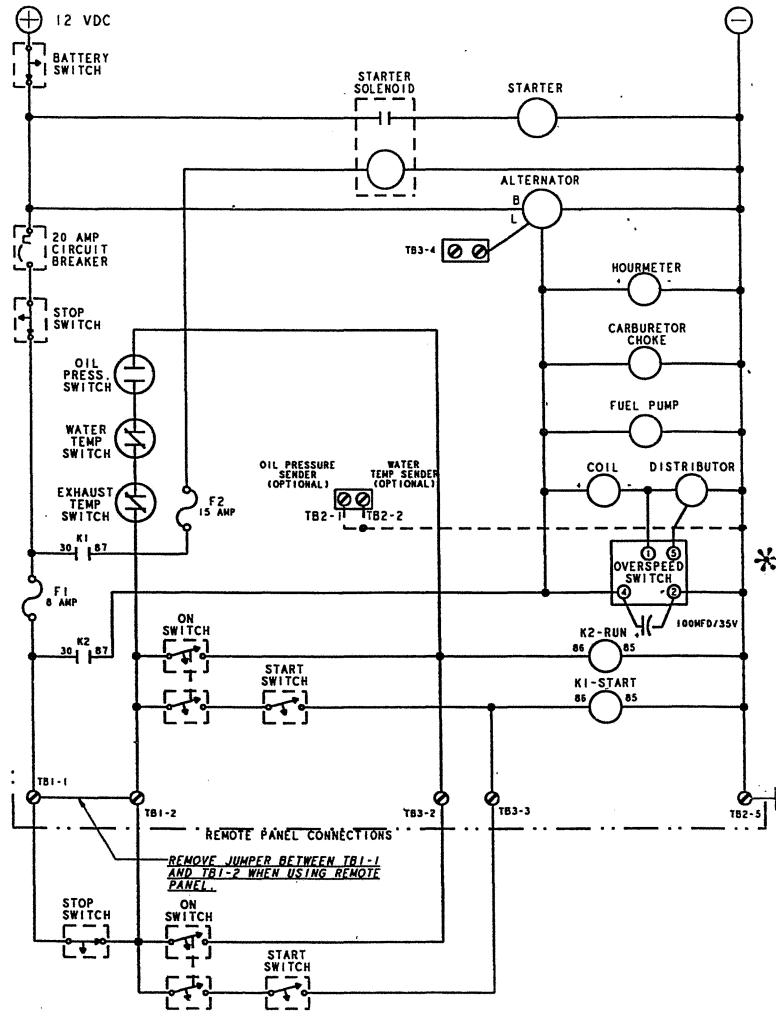 + 12 VDC
-
BATTERY
SWITCH
STARTER
SOLENOID
STARTER
ALTERNATOR
B
L
20 AMP
CIRCUIT
BREAKER
TB3-4
HOURMETER
+ -
STOP
SWITCH
CARBURETOR
CHOKE
OIL
PRESS.
SWITCH
FUEL PUMP
WATER
TEMP
SWITCH
OIL PRESSURE
SENDER
(OPTIONAL)
WATER
TEMP SENDER
(OPTIONAL)
COIL
+ -
DISTRIBUTOR
EXHAUST
TEMP
SWITCH
F2
15 AMP
TB2-1
TB2-2
K1
30 87
1 5
OVERSPEED
SWITCH
4 2
F1
8 AMP
+
100MFD/35V
K2
30 87
ON
SWITCH
K2-RUN
86 85
START
SWITCH
K1-START
86 85
TB1-1
TB1-2
TB3-2
TB3-3
TB2-5
REMOTE PANEL CONNECTIONS
REMOVE JUMPER BETWEEN TB1-1
AND TB1-2 WHEN USING REMOTE
PANEL.
STOP
SWITCH
ON
SWITCH
START
SWITCH